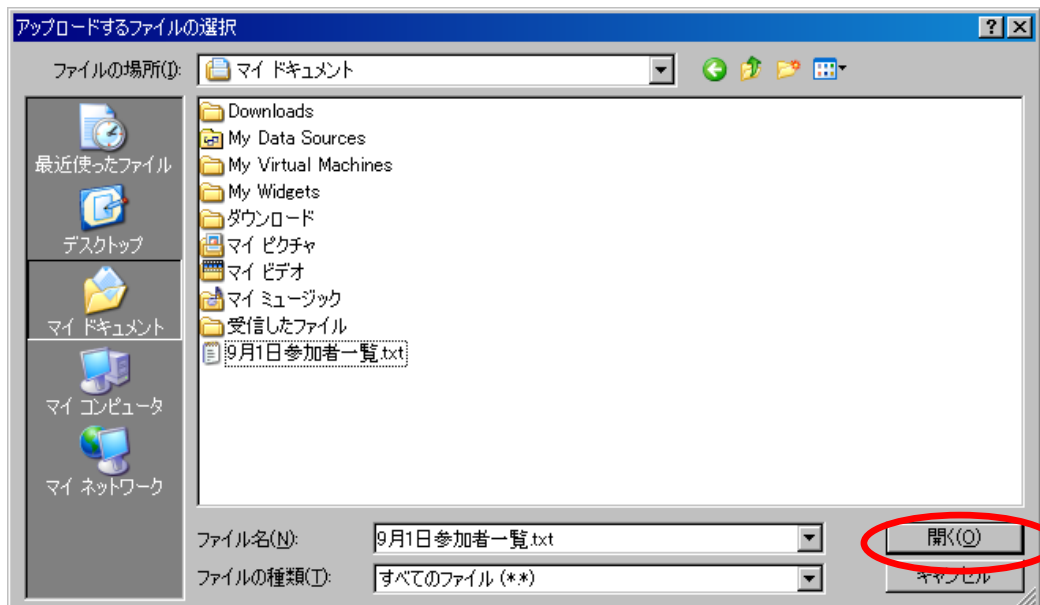 アップロードするファイルの選択
ファイルの場所(I):
マイ ドキュメント
最近使ったファイル
デスクトップ
マイ ドキュメント
マイ コンピュータ
マイ ネットワーク
Downloads
My Data Sources
My Virtual Machines
My Widgets
ダウンロード
マイ ピクチャ
マイ ビデオ
マイ ミュージック
受信したファイル
9月1日参加者一覧.txt
ファイル名(N):
9月1日参加者一覧.txt
開く(O)
ファイルの種類(T):
すべてのファイル (*.*)
キャンセル